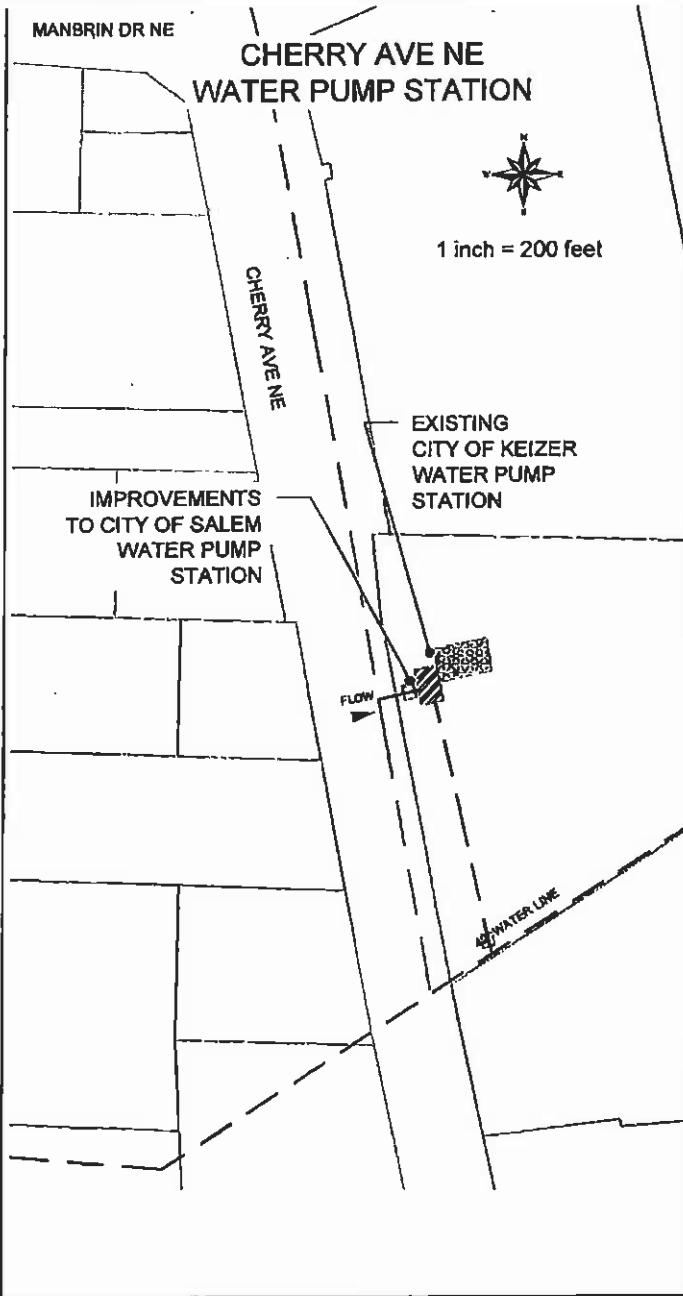 MANBRIN DR NE
CHERRY AVE NE
WATER PUMP STATION
N
W
E
S
1 inch = 200 feet
CHERRY AVE NE
EXISTING
CITY OF KEIZER
WATER PUMP
STATION
IMPROVEMENTS
TO CITY OF SALEM
WATER PUMP
STATION
FLOW
WATER LINE